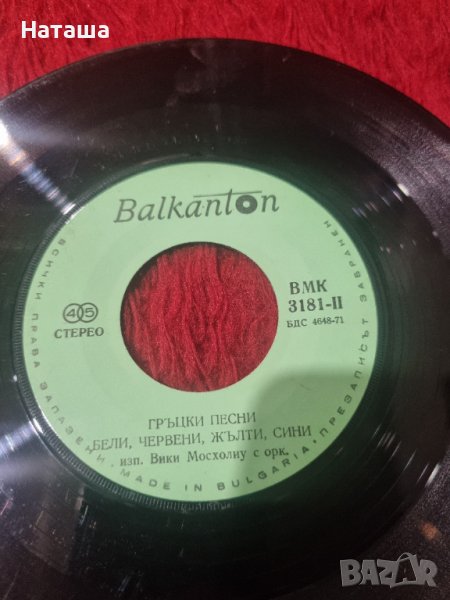 Наташа
Balkanton
ВМК
3181-II
БДС 4648-71
45
СТЕРЕО
ГРЪЦКИ ПЕСНИ
БЕЛИ, ЧЕРВЕНИ, ЖЪЛТИ, СИНИ
изп. Вики Мосхолиу с орк.
ВСИЧКИ ПРАВА ЗАПАЗЕНИ • MADE IN BULGARIA • ПРЕЗАПИСЪТ ЗАБРАНЕН
BAZAR